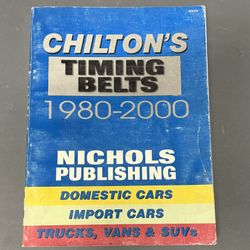 CHILTON'S
TIMING
BELTS
1980-2000
NICHOLS
PUBLISHING
DOMESTIC CARS
IMPORT CARS
TRUCKS, VANS & SUVs